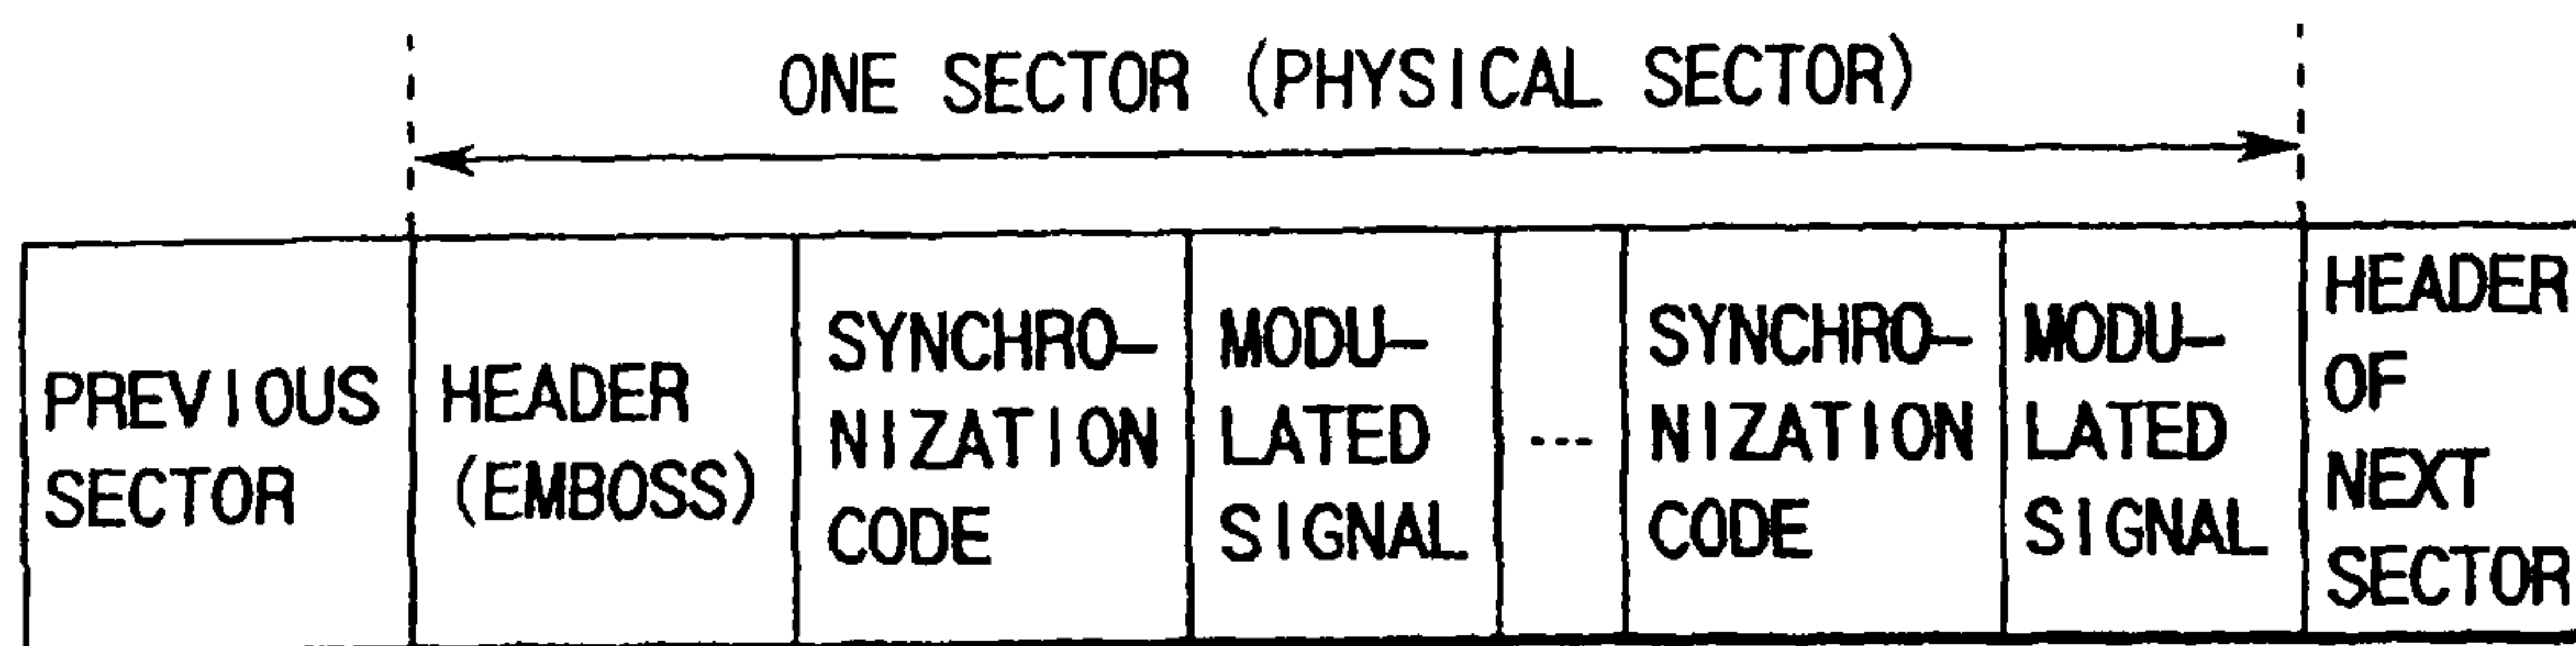 ONE SECTOR (PHYSICAL SECTOR)
PREVIOUS
SECTOR
HEADER
(EMBOSS)
SYNCHRO-
NIZATION
CODE
MODU-
LATED
SIGNAL
---
SYNCHRO-
NIZATION
CODE
MODU-
LATED
SIGNAL
HEADER
OF
NEXT
SECTOR